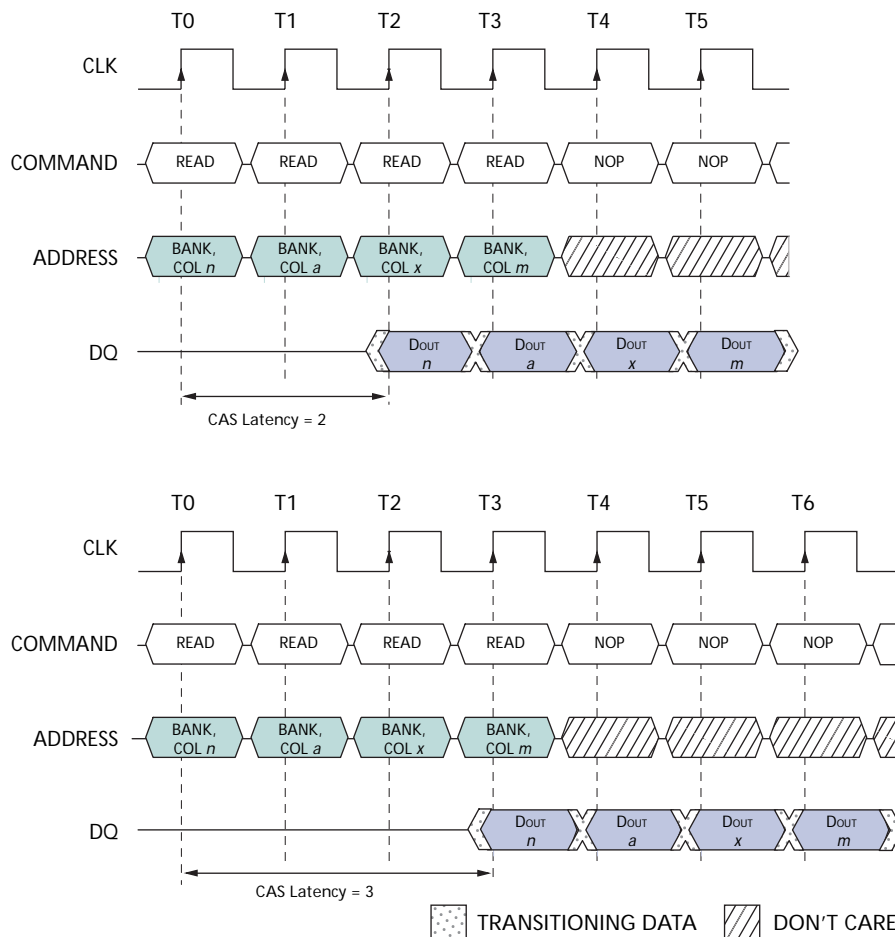 T0 T1 T2 T3 T4 T5
CLK
COMMAND READ READ READ READ NOP NOP
ADDRESS BANK, COL n BANK, COL a BANK, COL x BANK, COL m
DQ DOUT n DOUT a DOUT x DOUT m
CAS Latency = 2
T0 T1 T2 T3 T4 T5 T6
CLK
COMMAND READ READ READ READ NOP NOP NOP
ADDRESS BANK, COL n BANK, COL a BANK, COL x BANK, COL m
DQ DOUT n DOUT a DOUT x DOUT m
CAS Latency = 3
TRANSITIONING DATA DON'T CARE